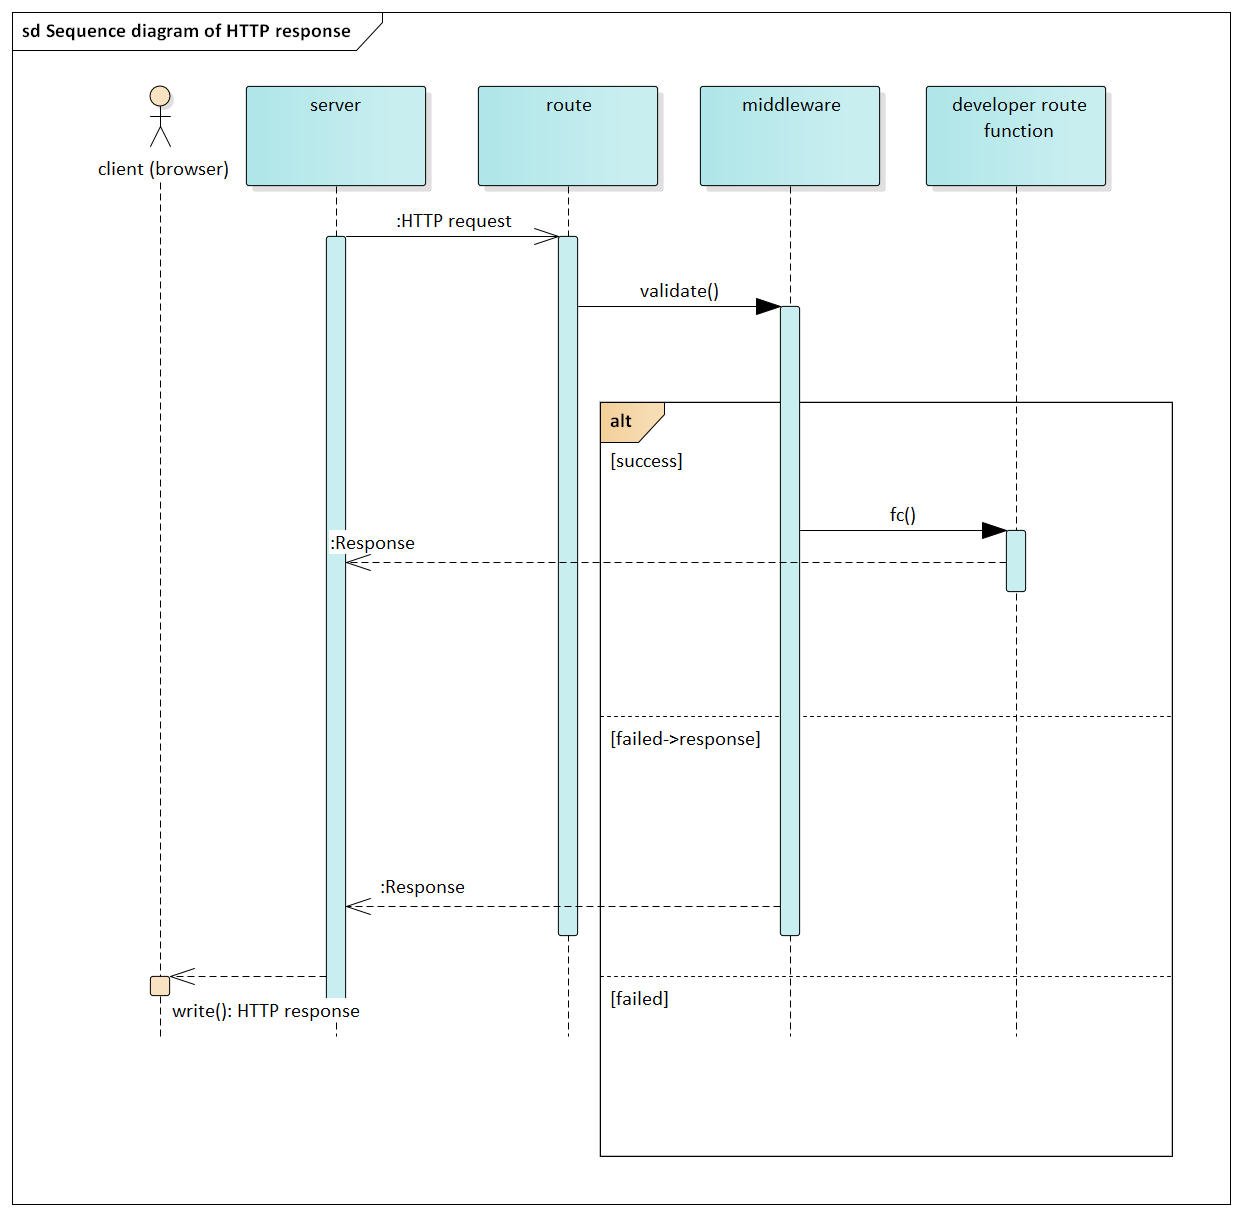 sd Sequence diagram of HTTP response
client (browser)
server
route
middleware
developer route
function
:HTTP request
validate()
alt
[success]
fc()
:Response
[failed->response]
:Response
[failed]
write(): HTTP response